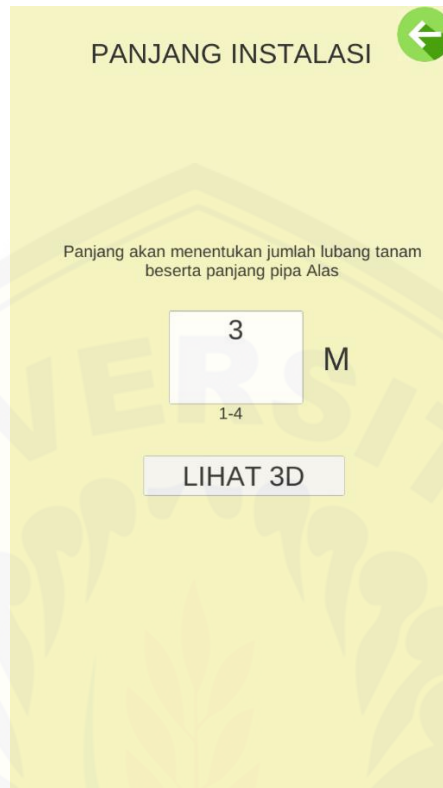 PANJANG INSTALASI
Panjang akan menentukan jumlah lubang tanam
beserta panjang pipa Alas
3
M
1-4
LIHAT 3D